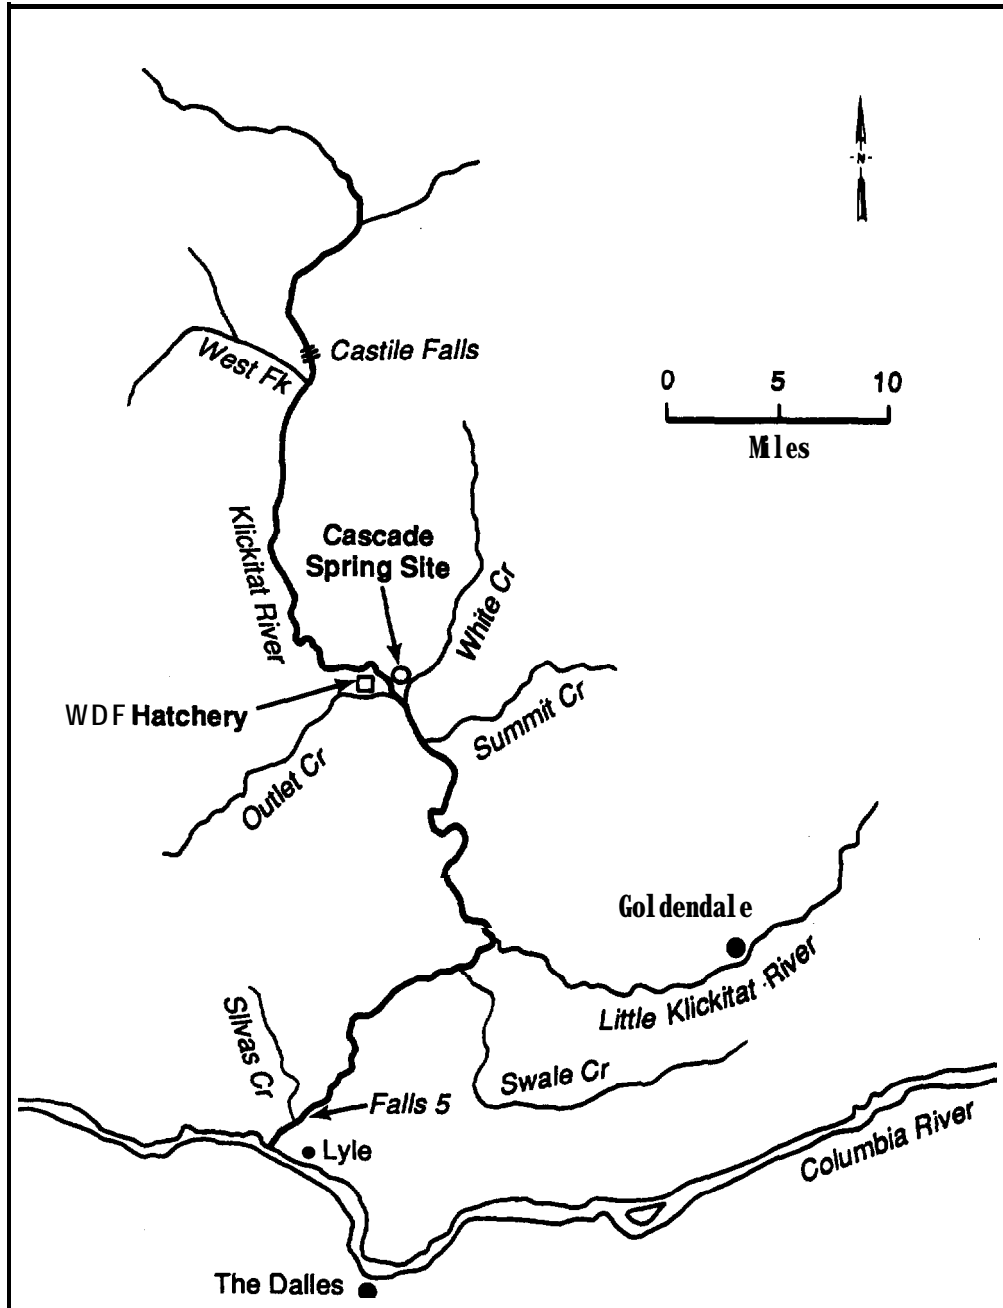 N
Castile Falls
West Fk
0 5 10
Miles
Klickitat River
Cascade
Spring Site
White Cr
WDF Hatchery
Summit Cr
Outlet Cr
Goldendale
Little Klickitat River
Silvas Cr
Swale Cr
Falls 5
Lyle
Columbia River
The Dalles